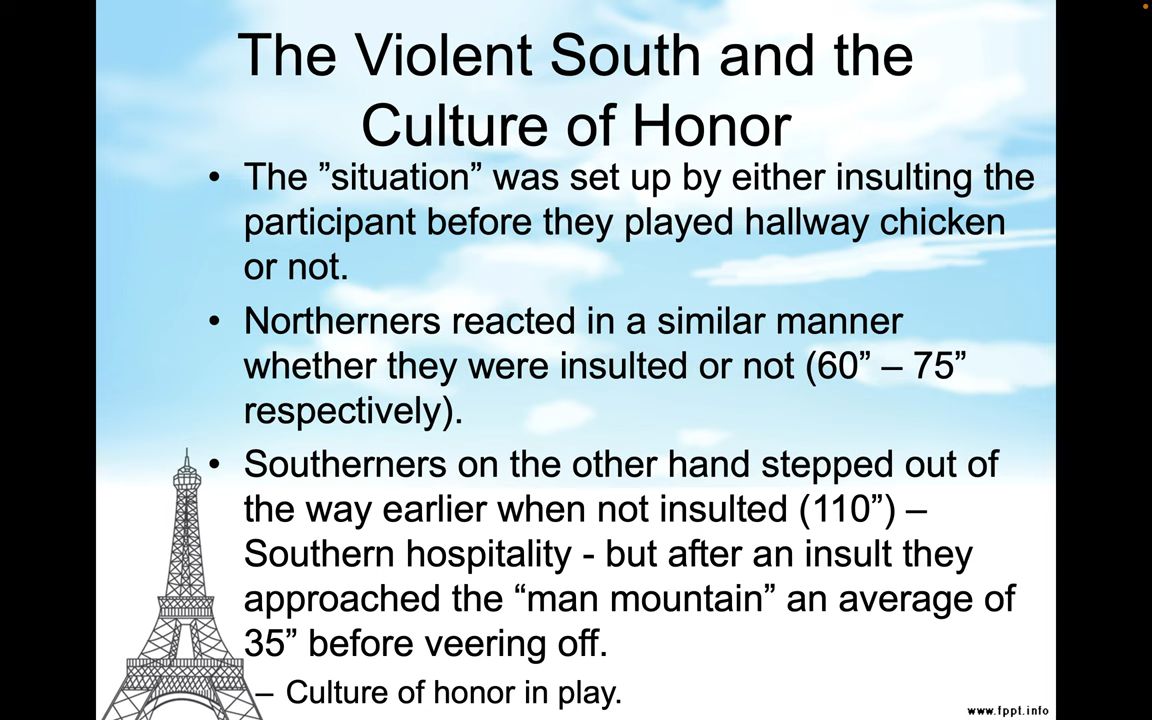 The Violent South and the
Culture of Honor
• The ”situation” was set up by either insulting the
participant before they played hallway chicken
or not.
• Northerners reacted in a similar manner
whether they were insulted or not (60” – 75”
respectively).
• Southerners on the other hand stepped out of
the way earlier when not insulted (110”) –
Southern hospitality - but after an insult they
approached the “man mountain” an average of
35” before veering off.
– Culture of honor in play.
www.fppt.info